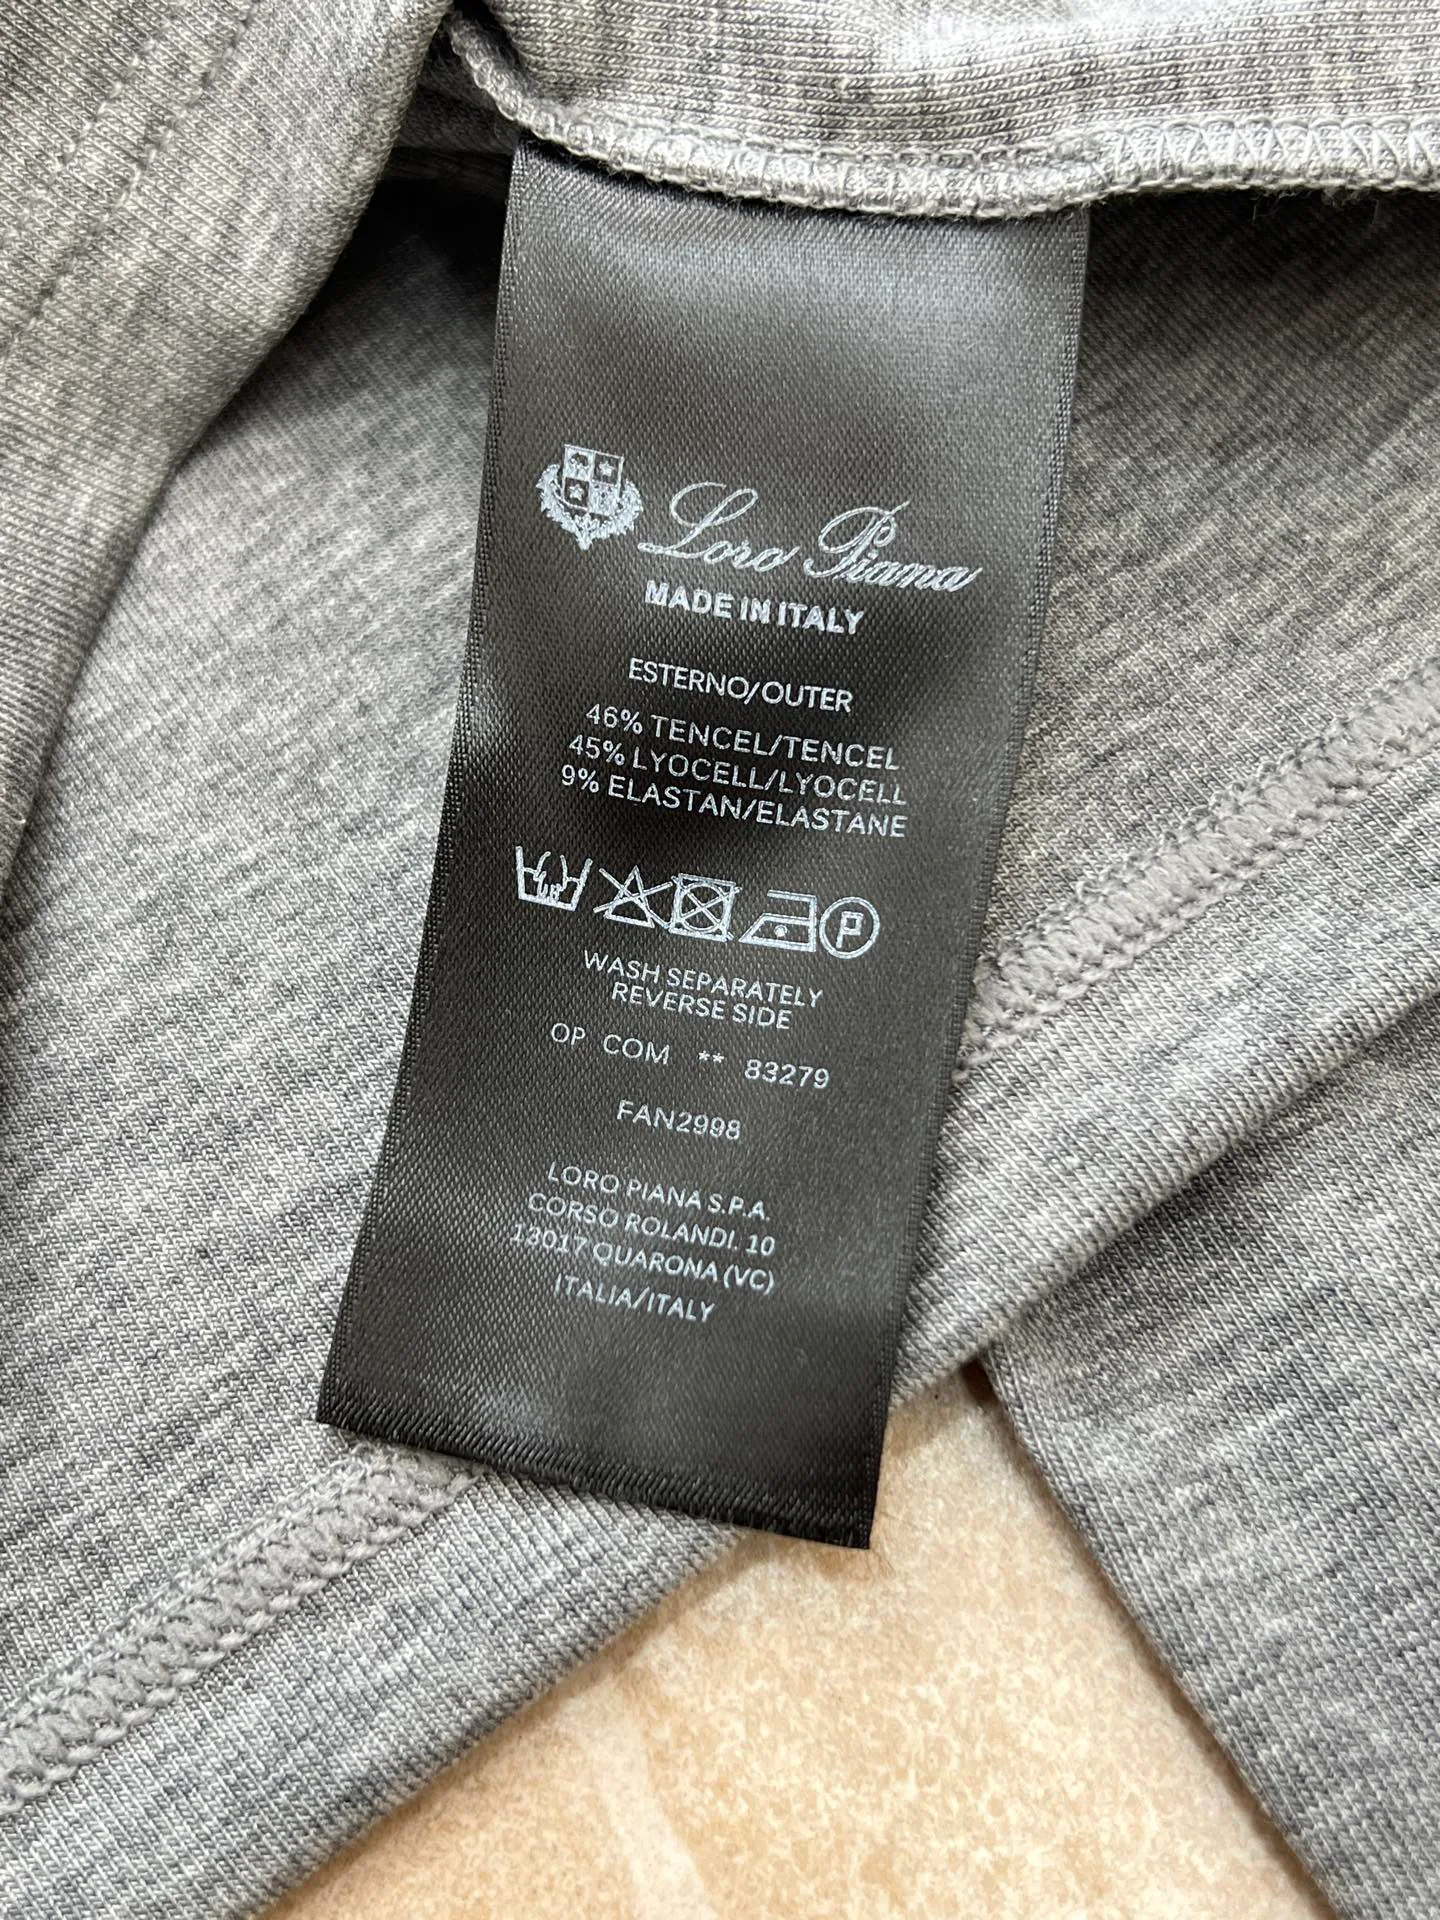 Loro Piana
MADE IN ITALY
ESTERNO/OUTER
46% TENCEL/TENCEL
45% LYOCELL/LYOCELL
9% ELASTAN/ELASTANE
P
WASH SEPARATELY
REVERSE SIDE
OP COM ** 83279
FAN2998
LORO PIANA S.P.A.
CORSO ROLANDI. 10
13017 QUARONA (VC)
ITALIA/ITALY